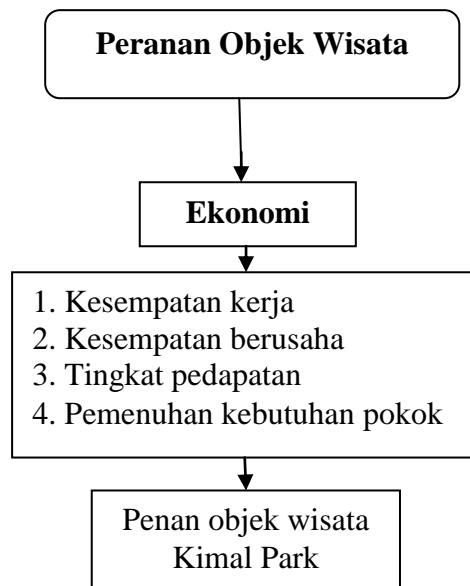 Peranan Objek Wisata
Ekonomi
1. Kesempatan kerja
2. Kesempatan berusaha
3. Tingkat pedapatan
4. Pemenuhan kebutuhan pokok
Penan objek wisata
Kimal Park